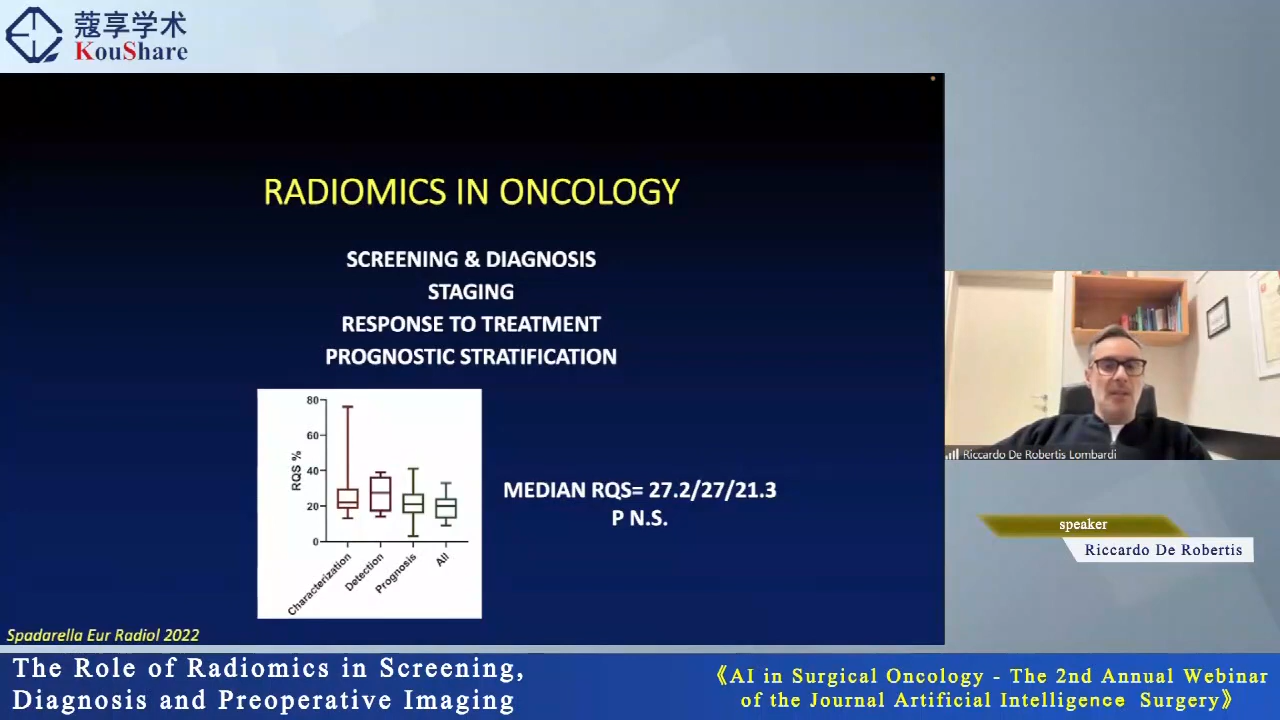 蔻享学术
KouShare
RADIOMICS IN ONCOLOGY
SCREENING & DIAGNOSIS
STAGING
RESPONSE TO TREATMENT
PROGNOSTIC STRATIFICATION
80
60
40
20
0
RQS %
Characterization
Detection
Prognosis
All
MEDIAN RQS= 27.2/27/21.3
P N.S.
Spadarella Eur Radiol 2022
Riccardo De Robertis Lombardi
speaker
Riccardo De Robertis
The Role of Radiomics in Screening,
Diagnosis and Preoperative Imaging
《AI in Surgical Oncology - The 2nd Annual Webinar
of the Journal Artificial Intelligence Surgery》